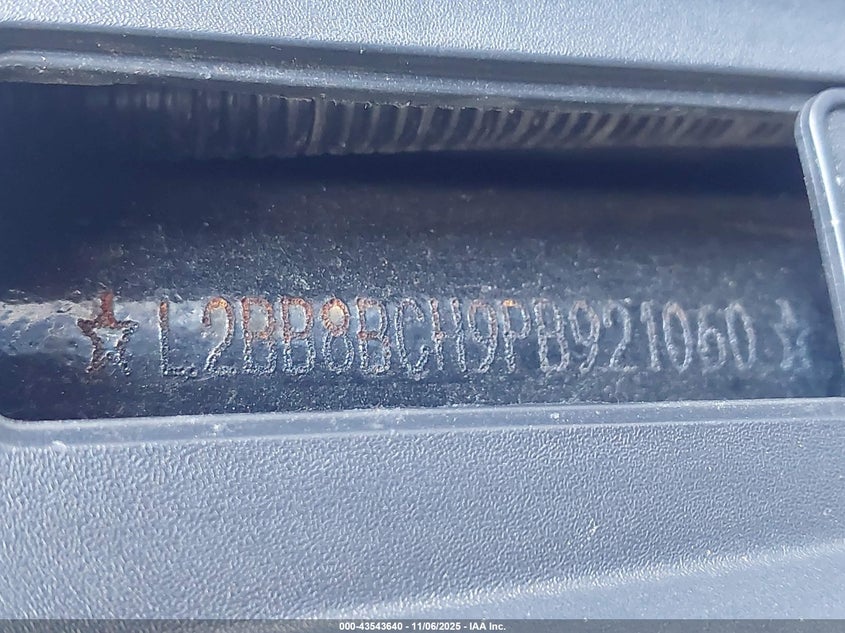 ★L2BB8BCH9PB921060★
000-43543640 - 11/06/2025 - IAA Inc.